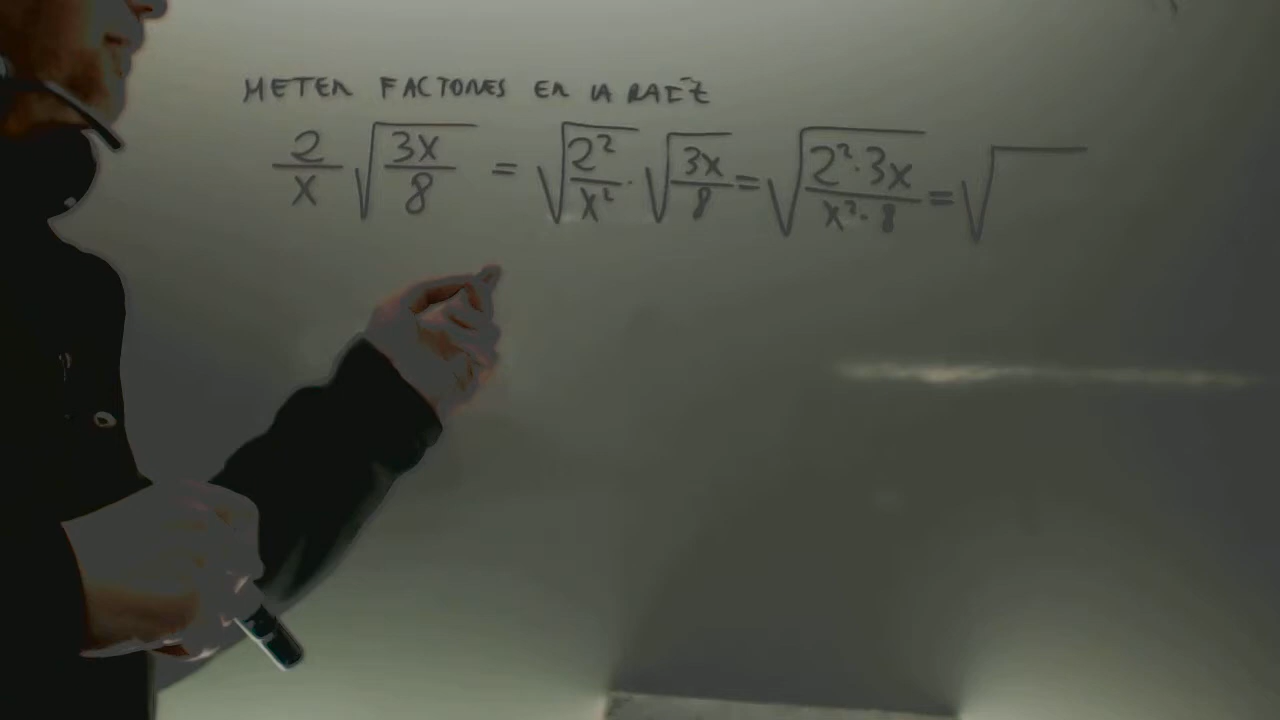 METER FACTORES EN LA RAÍZ
2/x √(3x/8) = √(2²/x²) · √(3x/8) = √(2²·3x/x²·8) = √